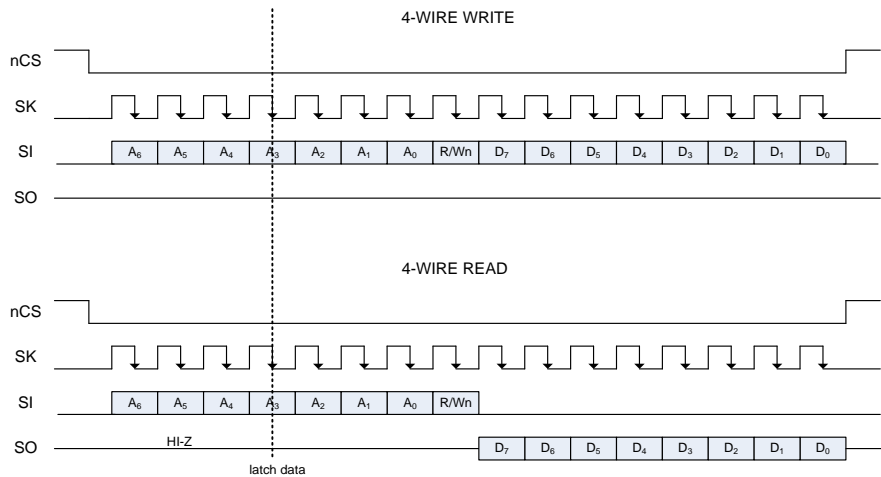 4-WIRE WRITE
nCS
SK
SI A₆ A₅ A₄ A₃ A₂ A₁ A₀ R/Wn D₇ D₆ D₅ D₄ D₃ D₂ D₁ D₀
SO
4-WIRE READ
nCS
SK
SI A₆ A₅ A₄ A₃ A₂ A₁ A₀ R/Wn
SO HI-Z D₇ D₆ D₅ D₄ D₃ D₂ D₁ D₀
latch data